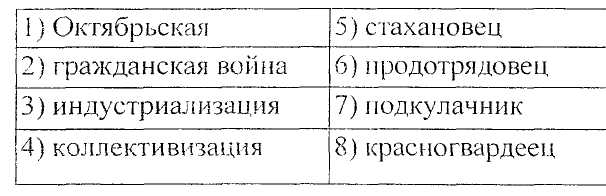 1) Октябрьская 5) стахановец
2) гражданская война 6) продотрядовец
3) индустриализация 7) подкулачник
4) коллективизация 8) красногвардеец